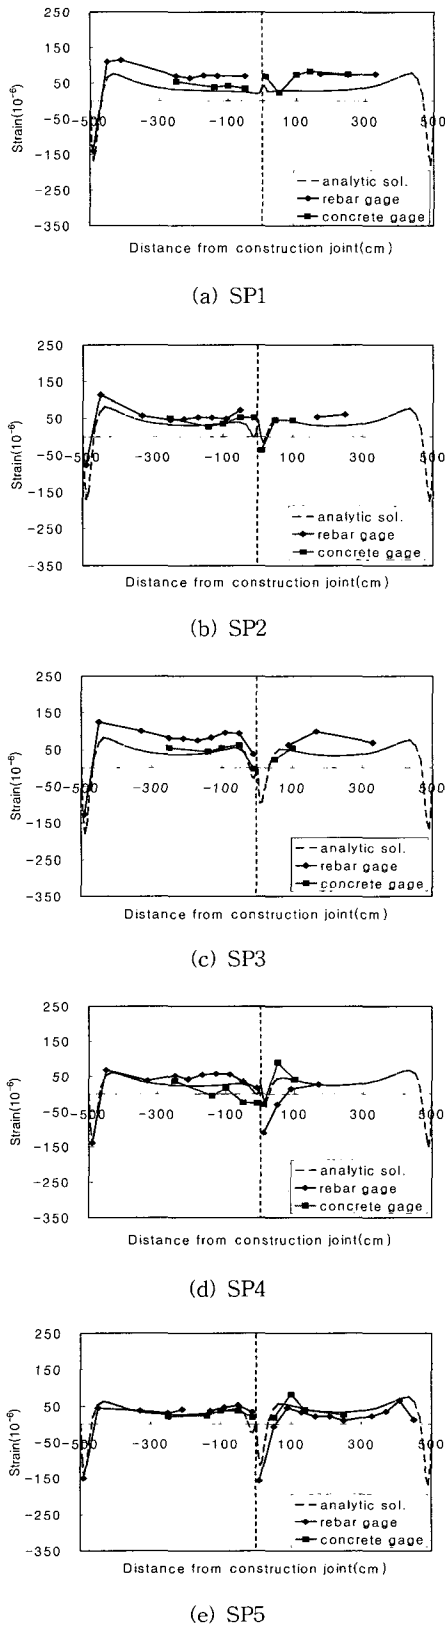 250
150
50
-50
-150
-250
-350
-500 -300 -100 100 300 500
Strain(10⁻⁶)
analytic sol.
rebar gage
concrete gage
Distance from construction joint(cm)
(a) SP1
250
150
50
-50
-150
-250
-350
-500 -300 -100 100 300 500
Strain(10⁻⁶)
analytic sol.
rebar gage
concrete gage
Distance from construction joint(cm)
(b) SP2
250
150
50
-50
-150
-250
-350
-500 -300 -100 100 300 500
Strain(10⁻⁶)
analytic sol.
rebar gage
concrete gage
Distance from construction joint(cm)
(c) SP3
250
150
50
-50
-150
-250
-350
-500 -300 -100 100 300 500
Strain(10⁻⁶)
analytic sol.
rebar gage
concrete gage
Distance from construction joint(cm)
(d) SP4
250
150
50
-50
-150
-250
-350
-500 -300 -100 100 300 500
Strain(10⁻⁶)
analytic sol.
rebar gage
concrete gage
Distance from construction joint(cm)
(e) SP5